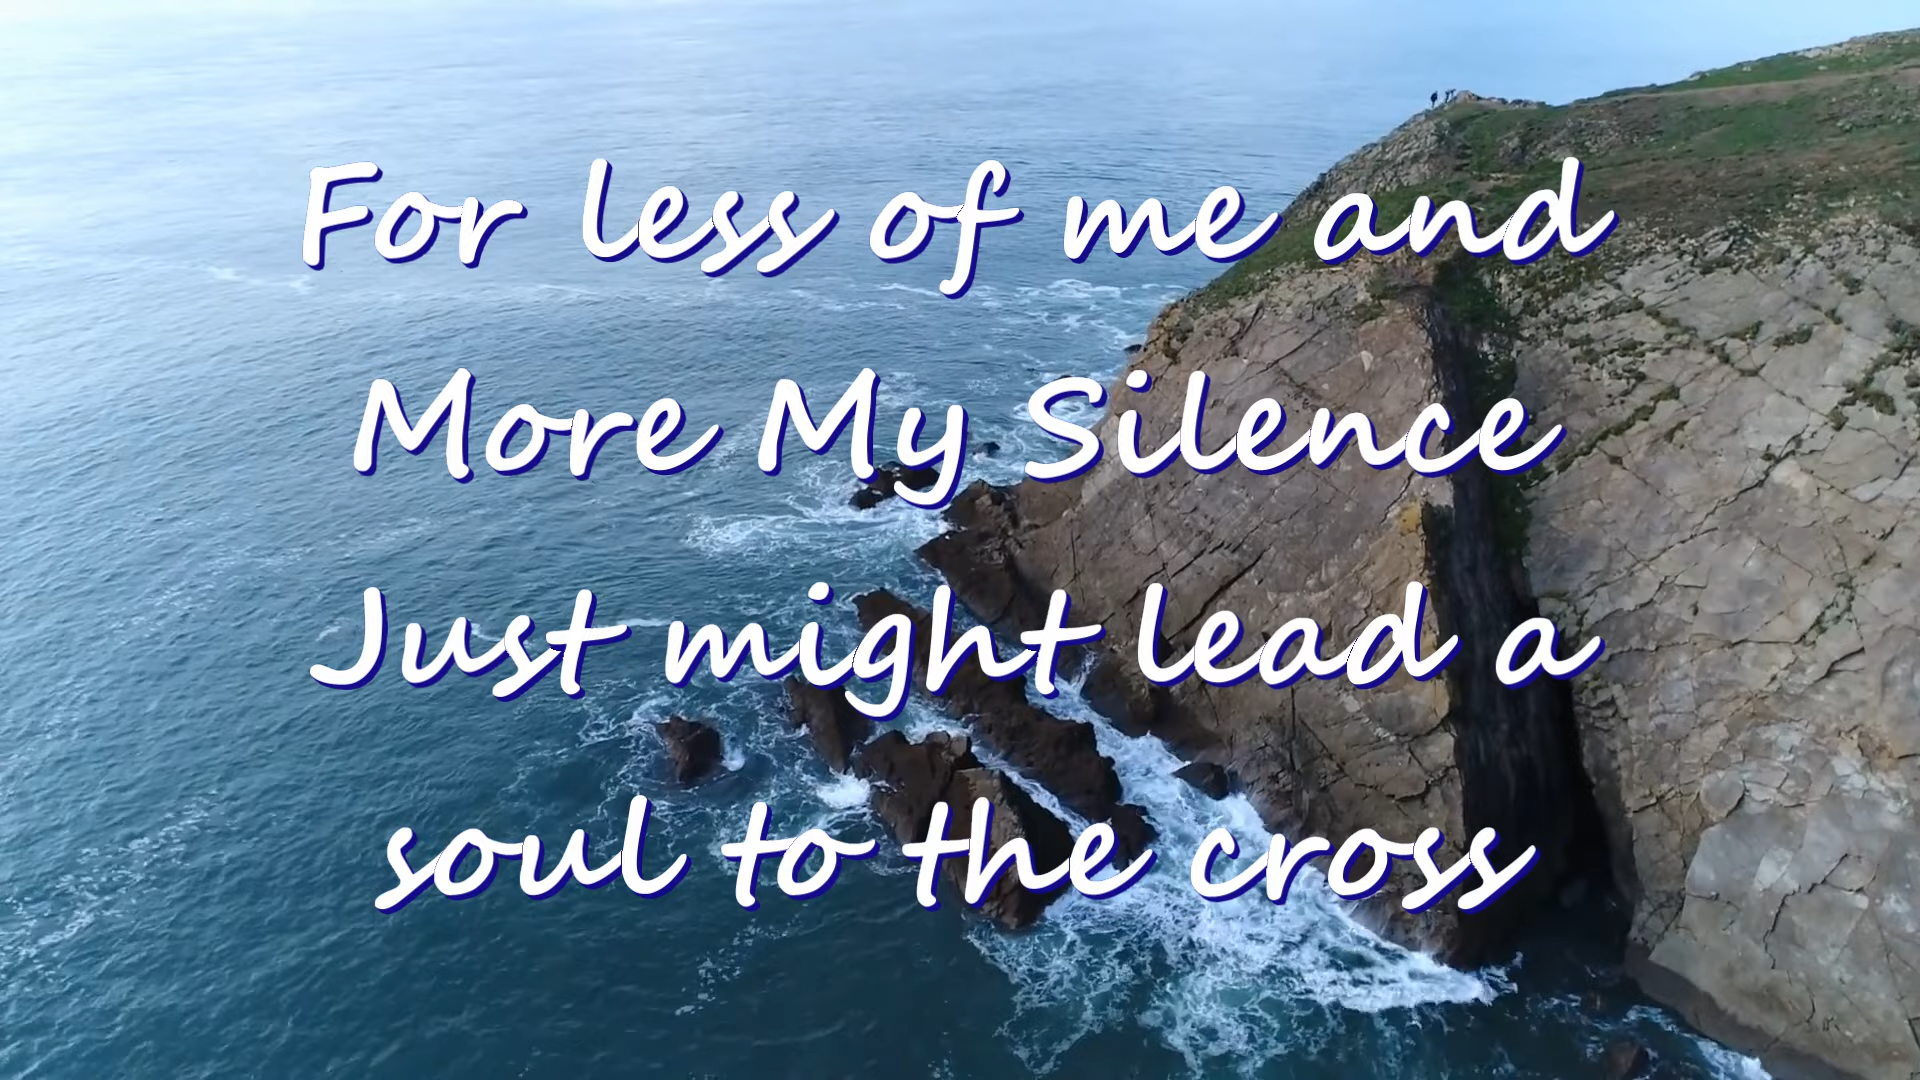 For less of me and
More My Silence
Just might lead a
soul to the cross